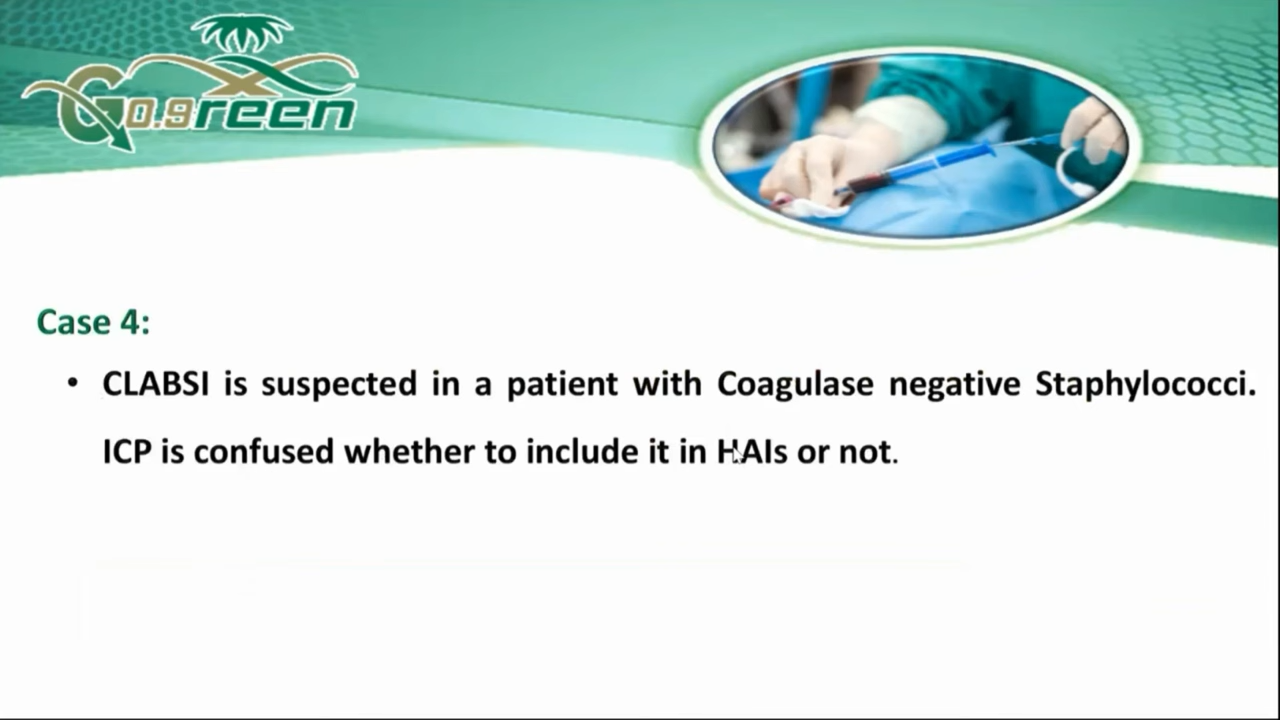 Go.green
Case 4:
• CLABSI is suspected in a patient with Coagulase negative Staphylococci.
ICP is confused whether to include it in HAIs or not.